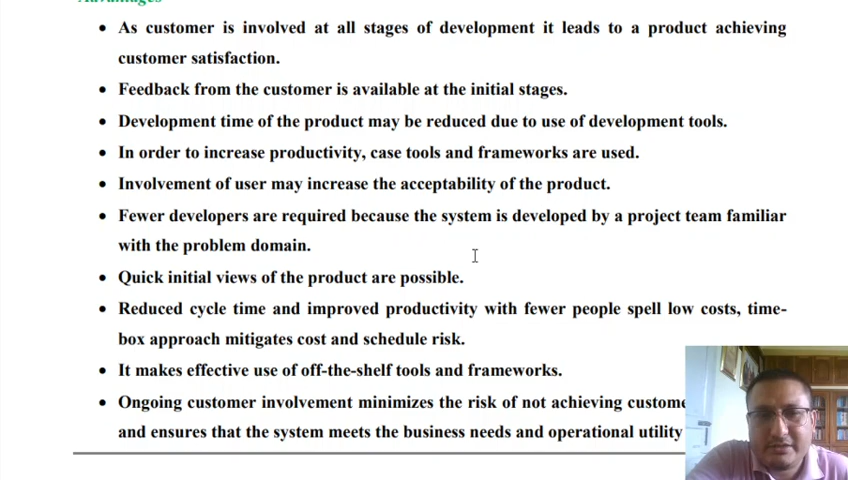 Advantages
• As customer is involved at all stages of development it leads to a product achieving
customer satisfaction.
• Feedback from the customer is available at the initial stages.
• Development time of the product may be reduced due to use of development tools.
• In order to increase productivity, case tools and frameworks are used.
• Involvement of user may increase the acceptability of the product.
• Fewer developers are required because the system is developed by a project team familiar
with the problem domain.
• Quick initial views of the product are possible.
• Reduced cycle time and improved productivity with fewer people spell low costs, time-
box approach mitigates cost and schedule risk.
• It makes effective use of off-the-shelf tools and frameworks.
• Ongoing customer involvement minimizes the risk of not achieving custome
and ensures that the system meets the business needs and operational utility